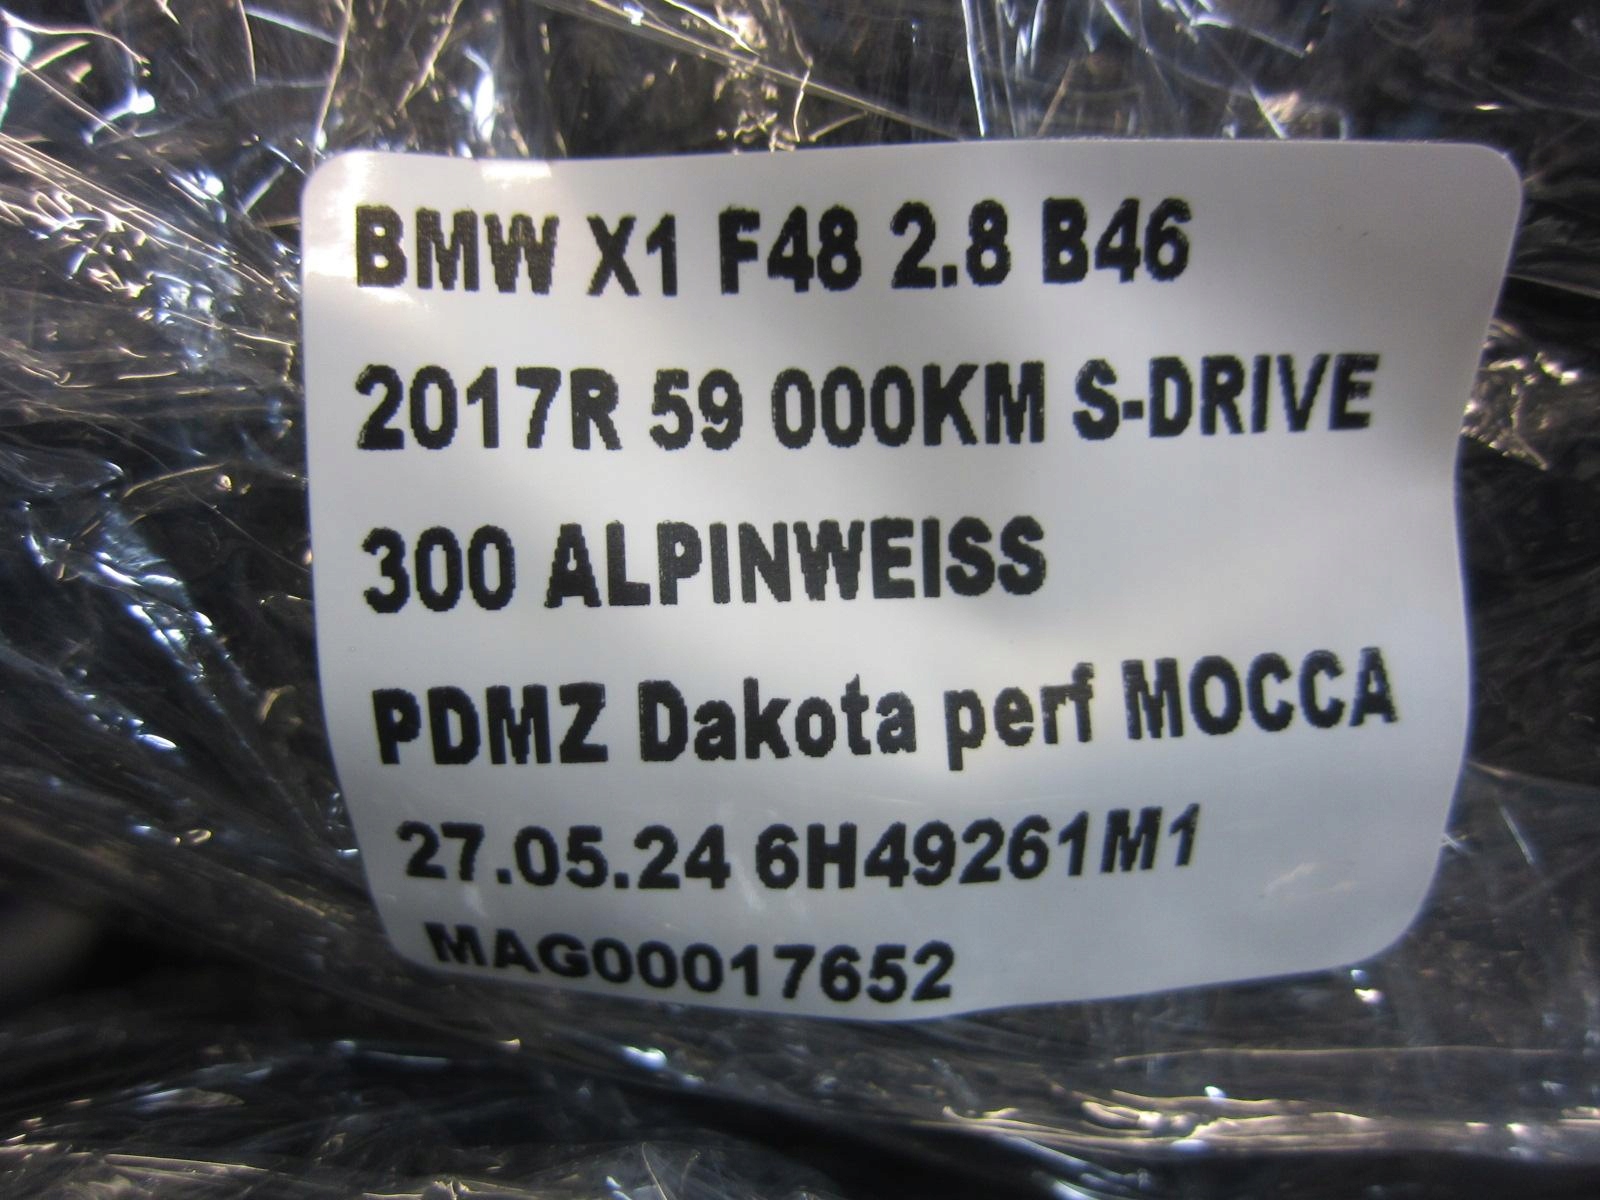 BMW X1 F48 2.8 B46
2017R 59 000KM S-DRIVE
300 ALPINWEISS
PDMZ Dakota perf MOCCA
27.05.24 6H49261M1
MAG00017652